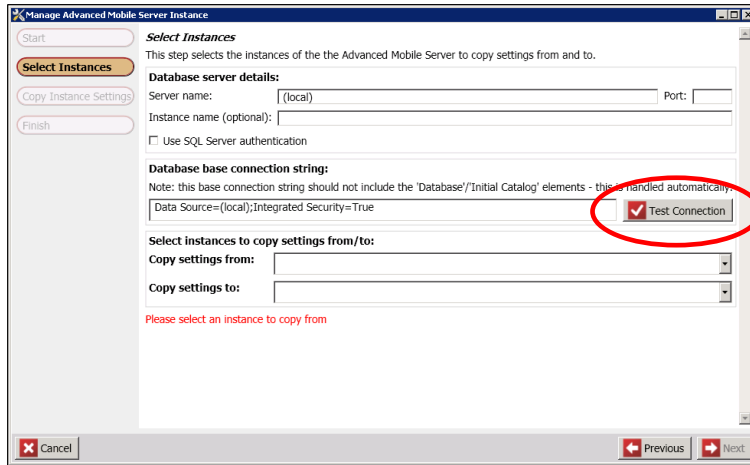 Manage Advanced Mobile Server Instance
Start
Select Instances
Copy Instance Settings
Finish
Select Instances
This step selects the instances of the the Advanced Mobile Server to copy settings from and to.
Database server details:
Server name: (local) Port:
Instance name (optional):
Use SQL Server authentication
Database base connection string:
Note: this base connection string should not include the 'Database'/'Initial Catalog' elements - this is handled automatically.
Data Source=(local);Integrated Security=True
Test Connection
Select instances to copy settings from/to:
Copy settings from:
Copy settings to:
Please select an instance to copy from
Cancel
Previous
Next